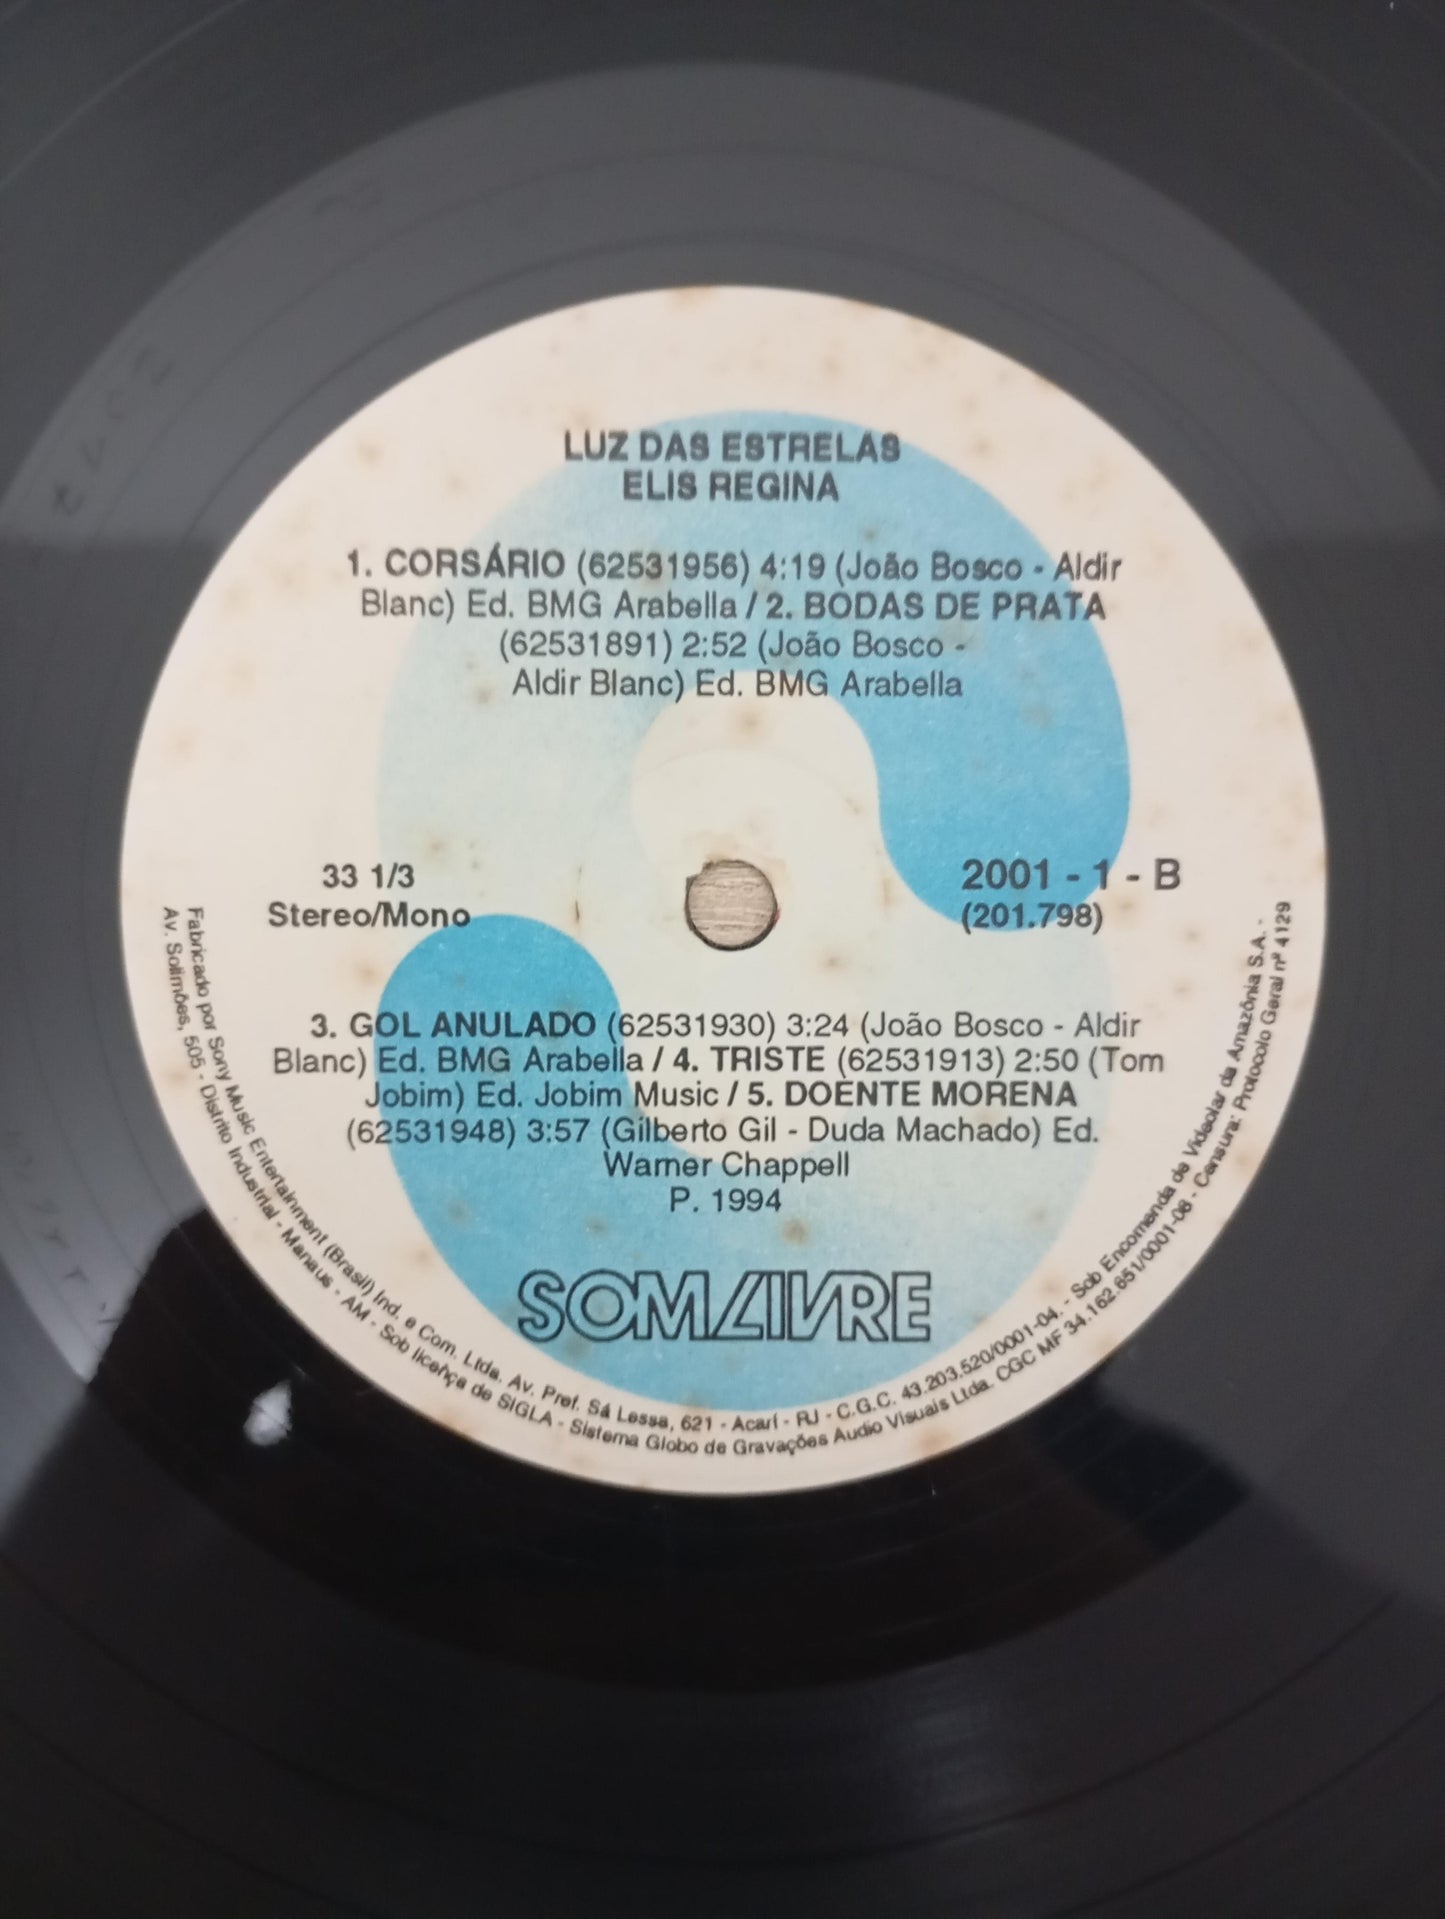 LUZ DAS ESTRELAS
ELIS REGINA
1. CORSÁRIO (62531956) 4:19 (João Bosco - Aldir
Blanc) Ed. BMG Arabella / 2. BODAS DE PRATA
(62531891) 2:52 (João Bosco -
Aldir Blanc) Ed. BMG Arabella
33 1/3
Stereo/Mono
2001 - 1 - B
(201.798)
3. GOL ANULADO (62531930) 3:24 (João Bosco - Aldir
Blanc) Ed. BMG Arabella / 4. TRISTE (62531913) 2:50 (Tom
Jobim) Ed. Jobim Music / 5. DOENTE MORENA
(62531948) 3:57 (Gilberto Gil - Duda Machado) Ed.
Warner Chappell
P. 1994
SOM LIVRE
Fabricado por Sony Music Entertainment (Brasil) Ind. e Com. Ltda. Av. Pref. Sá Lessa, 621 - Acari - RJ - C.G.C. 43.203.520/0001-04. - Sob Encomenda de Videolar da Amazônia S.A. -
Av. Solimões, 505 - Distrito Industrial - Manaus - AM - Sob licença de SIGLA - Sistema Globo de Gravações Audio Visuais Ltda. CGC MF 34.162.651/0001-08 - Censura: Protocolo Geral nº 4129